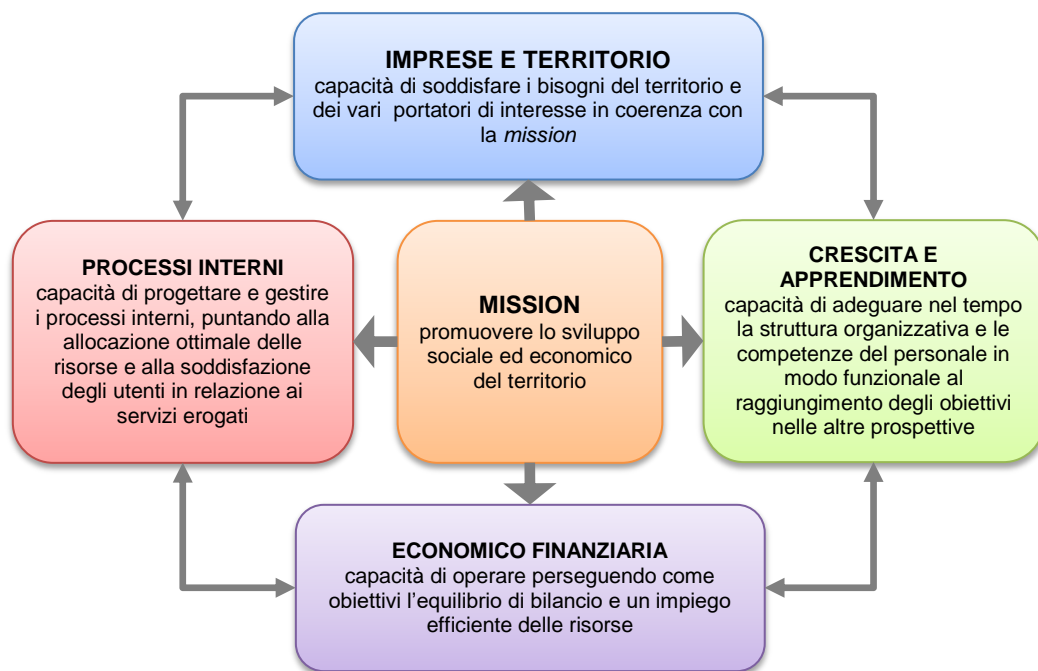 IMPRESE E TERRITORIO
capacità di soddisfare i bisogni del territorio e
dei vari portatori di interesse in coerenza con
la mission
PROCESSI INTERNI
capacità di progettare e gestire
i processi interni, puntando alla
allocazione ottimale delle
risorse e alla soddisfazione
degli utenti in relazione ai
servizi erogati
MISSION
promuovere lo sviluppo
sociale ed economico
del territorio
CRESCITA E
APPRENDIMENTO
capacità di adeguare nel tempo
la struttura organizzativa e le
competenze del personale in
modo funzionale al
raggiungimento degli obiettivi
nelle altre prospettive
ECONOMICO FINANZIARIA
capacità di operare perseguendo come
obiettivi l’equilibrio di bilancio e un impiego
efficiente delle risorse